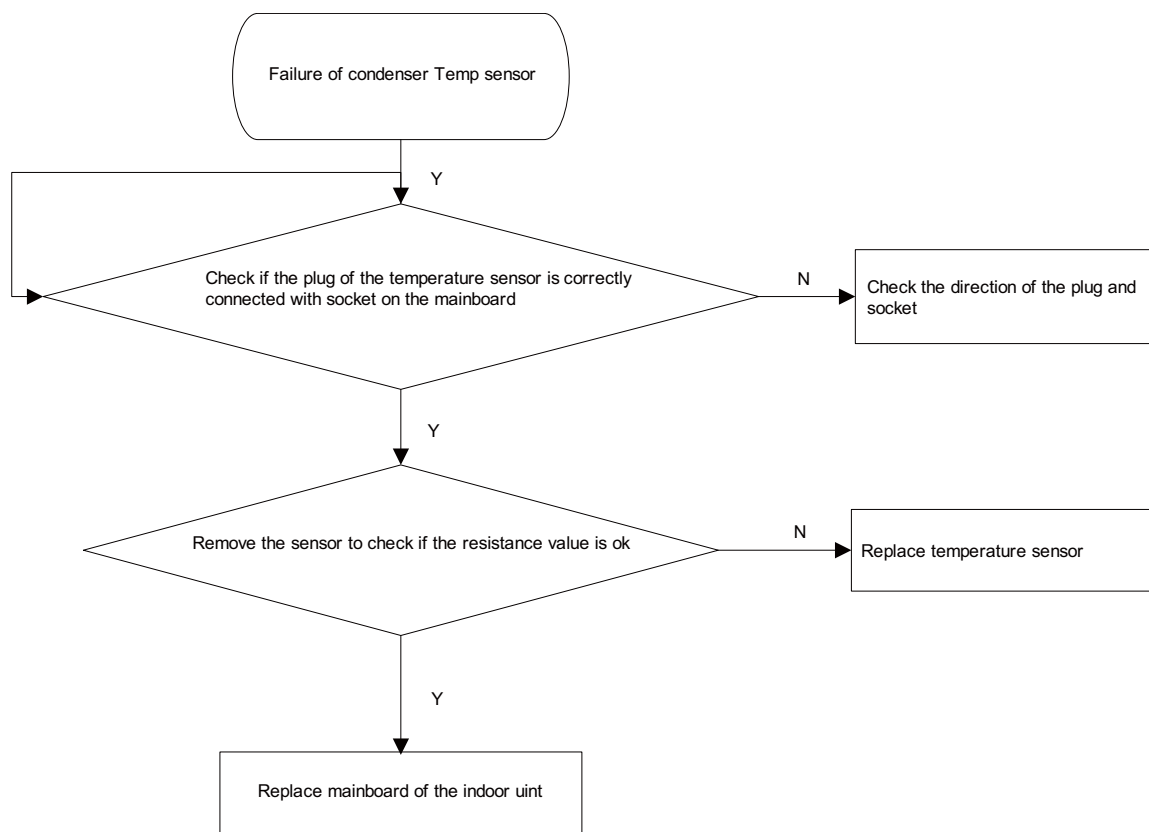 Failure of condenser Temp sensor
Y
Check if the plug of the temperature sensor is correctly
connected with socket on the mainboard
N
Check the direction of the plug and
socket
Y
Remove the sensor to check if the resistance value is ok
N
Replace temperature sensor
Y
Replace mainboard of the indoor uint